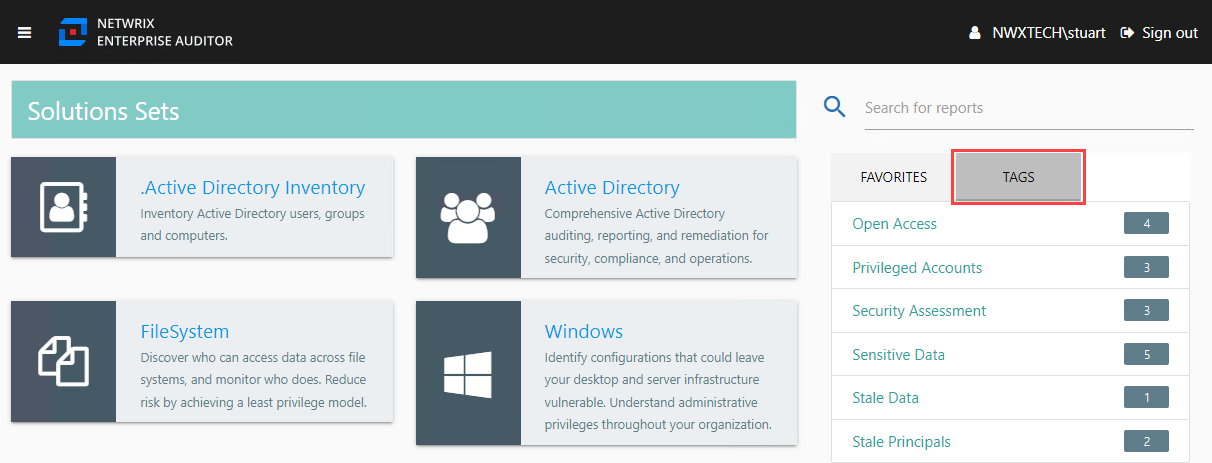 NETWRIX
ENTERPRISE AUDITOR
NWXTECH\stuart
Sign out
Solutions Sets
.Active Directory Inventory
Inventory Active Directory users, groups
and computers.
Active Directory
Comprehensive Active Directory
auditing, reporting, and remediation for
security, compliance, and operations.
FileSystem
Discover who can access data across file
systems, and monitor who does. Reduce
risk by achieving a least privilege model.
Windows
Identify configurations that could leave
your desktop and server infrastructure
vulnerable. Understand administrative
privileges throughout your organization.
Search for reports
FAVORITES
TAGS
Open Access 4
Privileged Accounts 3
Security Assessment 3
Sensitive Data 5
Stale Data 1
Stale Principals 2